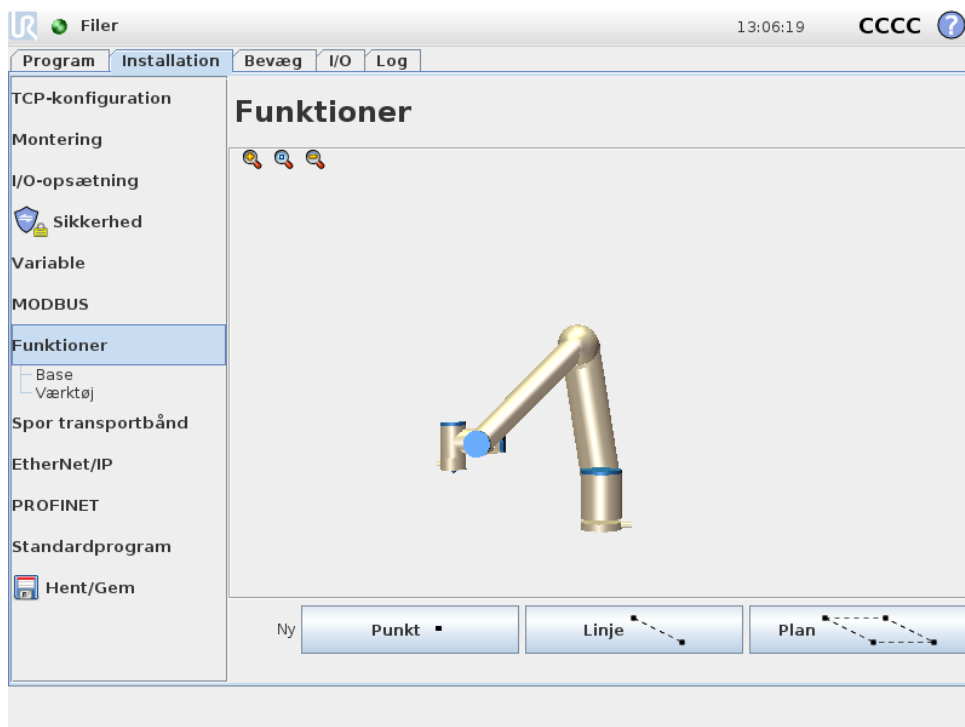 UR Filer 13:06:19 CCCC ?
Program Installation Bevæg I/O Log
TCP-konfiguration
Funktioner
Montering
I/O-opsætning
Sikkerhed
Variable
MODBUS
Funktioner
Base
Værktøj
Spor transportbånd
EtherNet/IP
PROFINET
Standardprogram
Hent/Gem
Ny Punkt Linje Plan